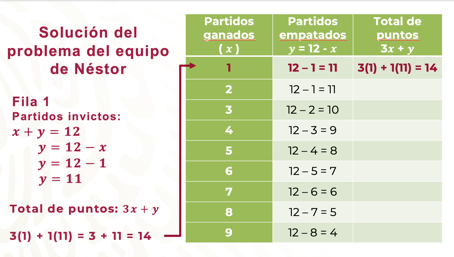 Solución del
problema del equipo
de Néstor
Fila 1
Partidos invictos:
x + y = 12
y = 12 − x
y = 12 − 1
y = 11
Total de puntos: 3x + y
3(1) + 1(11) = 3 + 11 = 14
Partidos ganados ( x ) | Partidos empatados y = 12 - x | Total de puntos 3x + y
1 | 12 – 1 = 11 | 3(1) + 1(11) = 14
2 | 12 – 1 = 11
3 | 12 – 2 = 10
4 | 12 – 3 = 9
5 | 12 – 4 = 8
6 | 12 – 5 = 7
7 | 12 – 6 = 6
8 | 12 – 7 = 5
9 | 12 – 8 = 4